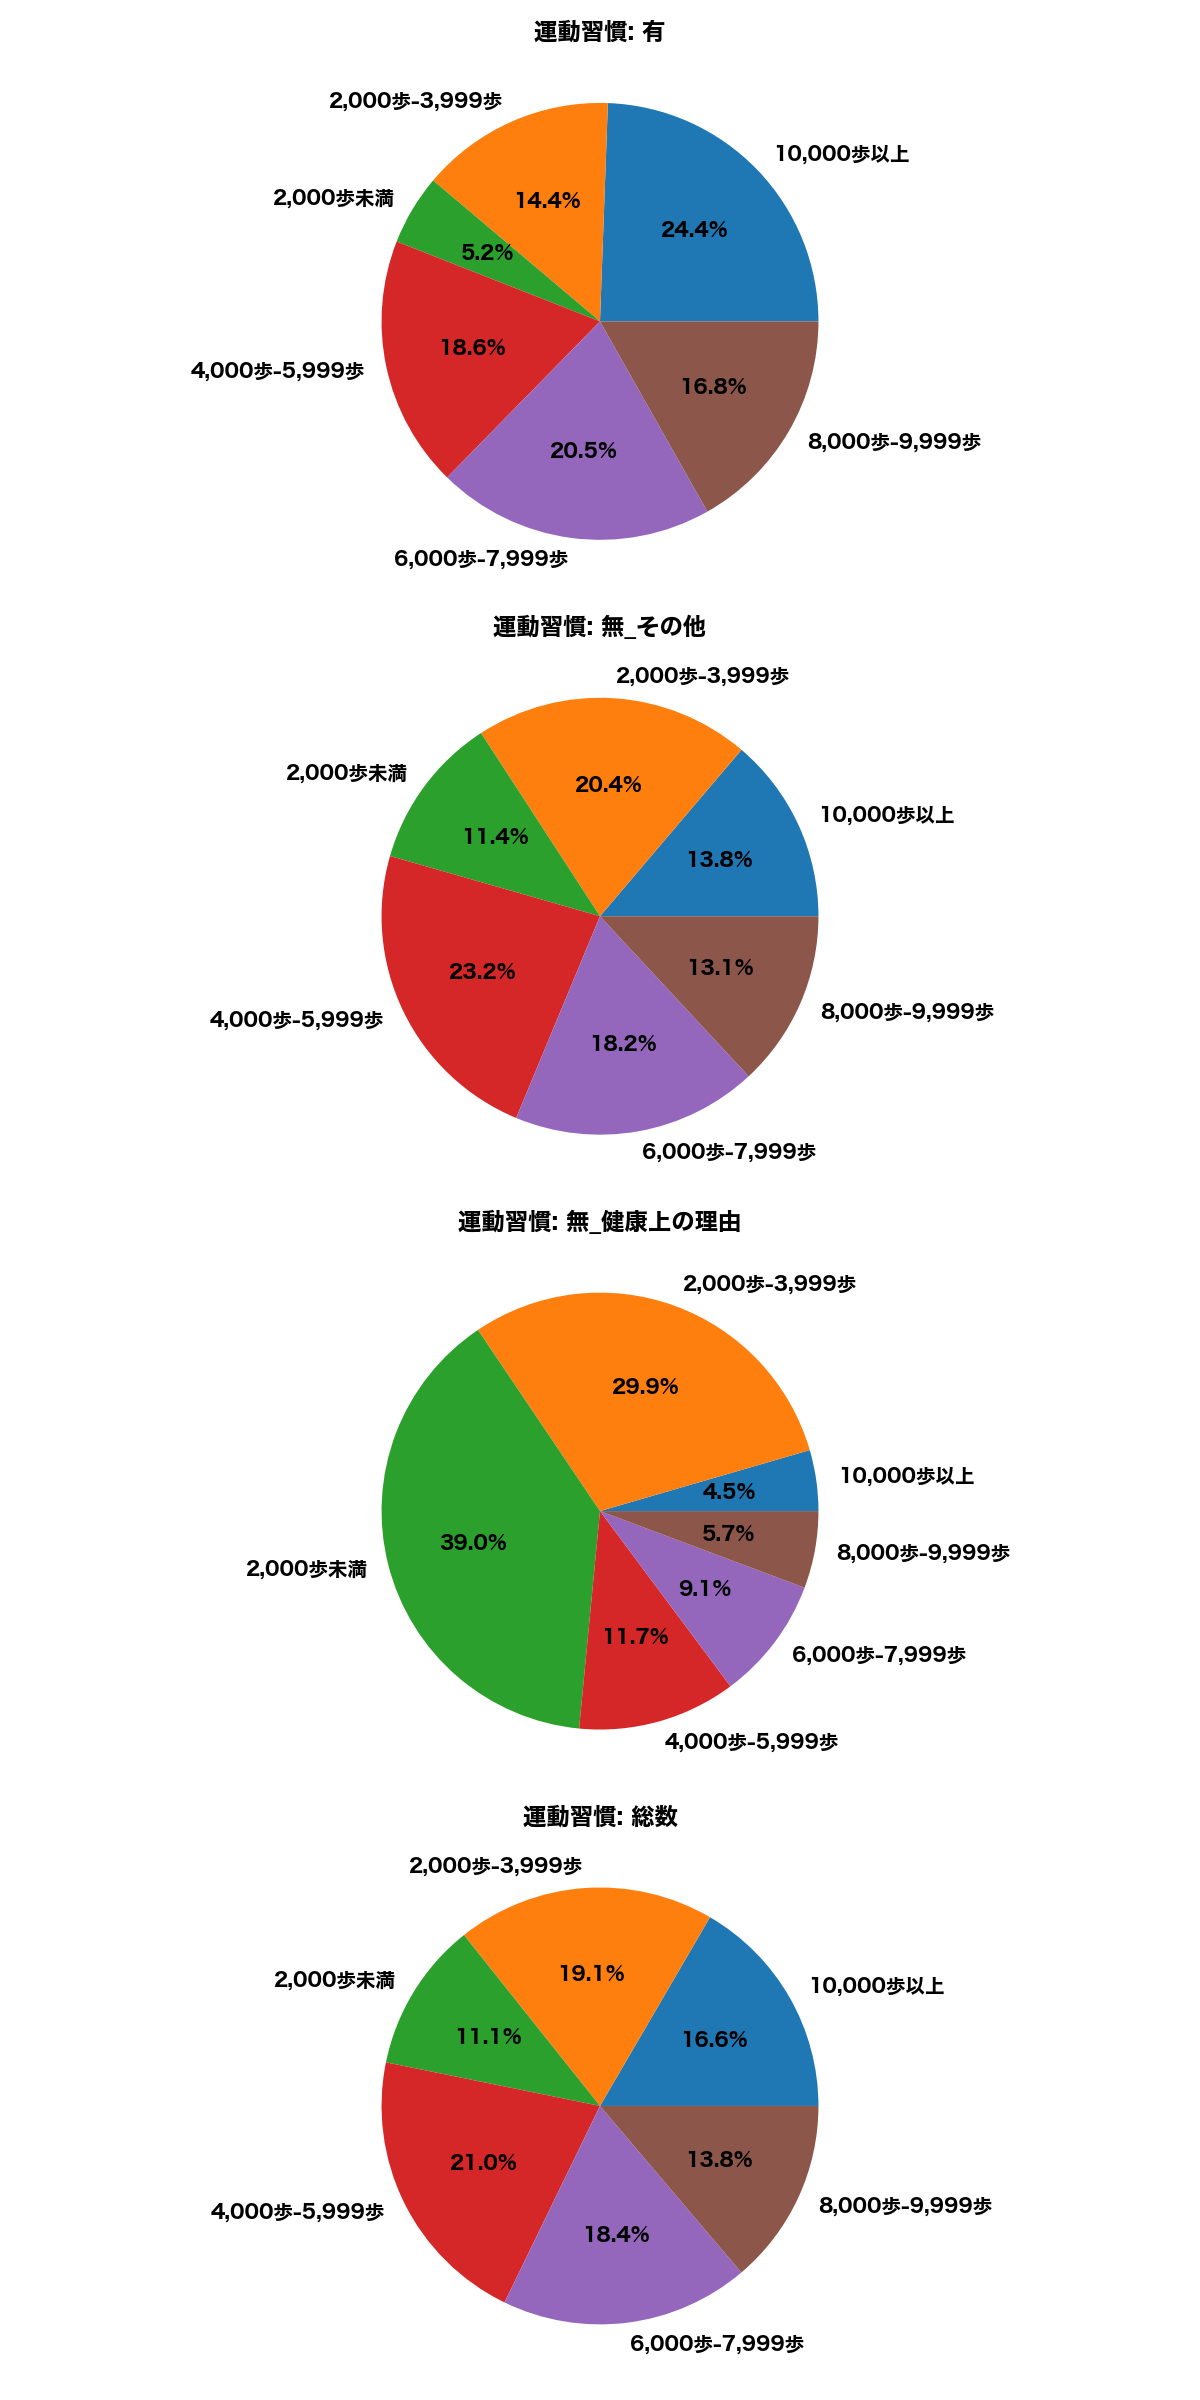 運動習慣: 有
2,000歩-3,999歩
10,000歩以上
2,000歩未満
14.4%
24.4%
5.2%
18.6%
4,000歩-5,999歩
16.8%
8,000歩-9,999歩
20.5%
6,000歩-7,999歩
運動習慣: 無_その他
2,000歩-3,999歩
2,000歩未満
20.4%
10,000歩以上
11.4%
13.8%
23.2%
13.1%
4,000歩-5,999歩
8,000歩-9,999歩
18.2%
6,000歩-7,999歩
運動習慣: 無_健康上の理由
2,000歩-3,999歩
29.9%
10,000歩以上
4.5%
5.7%
39.0%
8,000歩-9,999歩
2,000歩未満
9.1%
11.7%
6,000歩-7,999歩
4,000歩-5,999歩
運動習慣: 総数
2,000歩-3,999歩
19.1%
2,000歩未満
10,000歩以上
11.1%
16.6%
21.0%
13.8%
4,000歩-5,999歩
8,000歩-9,999歩
18.4%
6,000歩-7,999歩